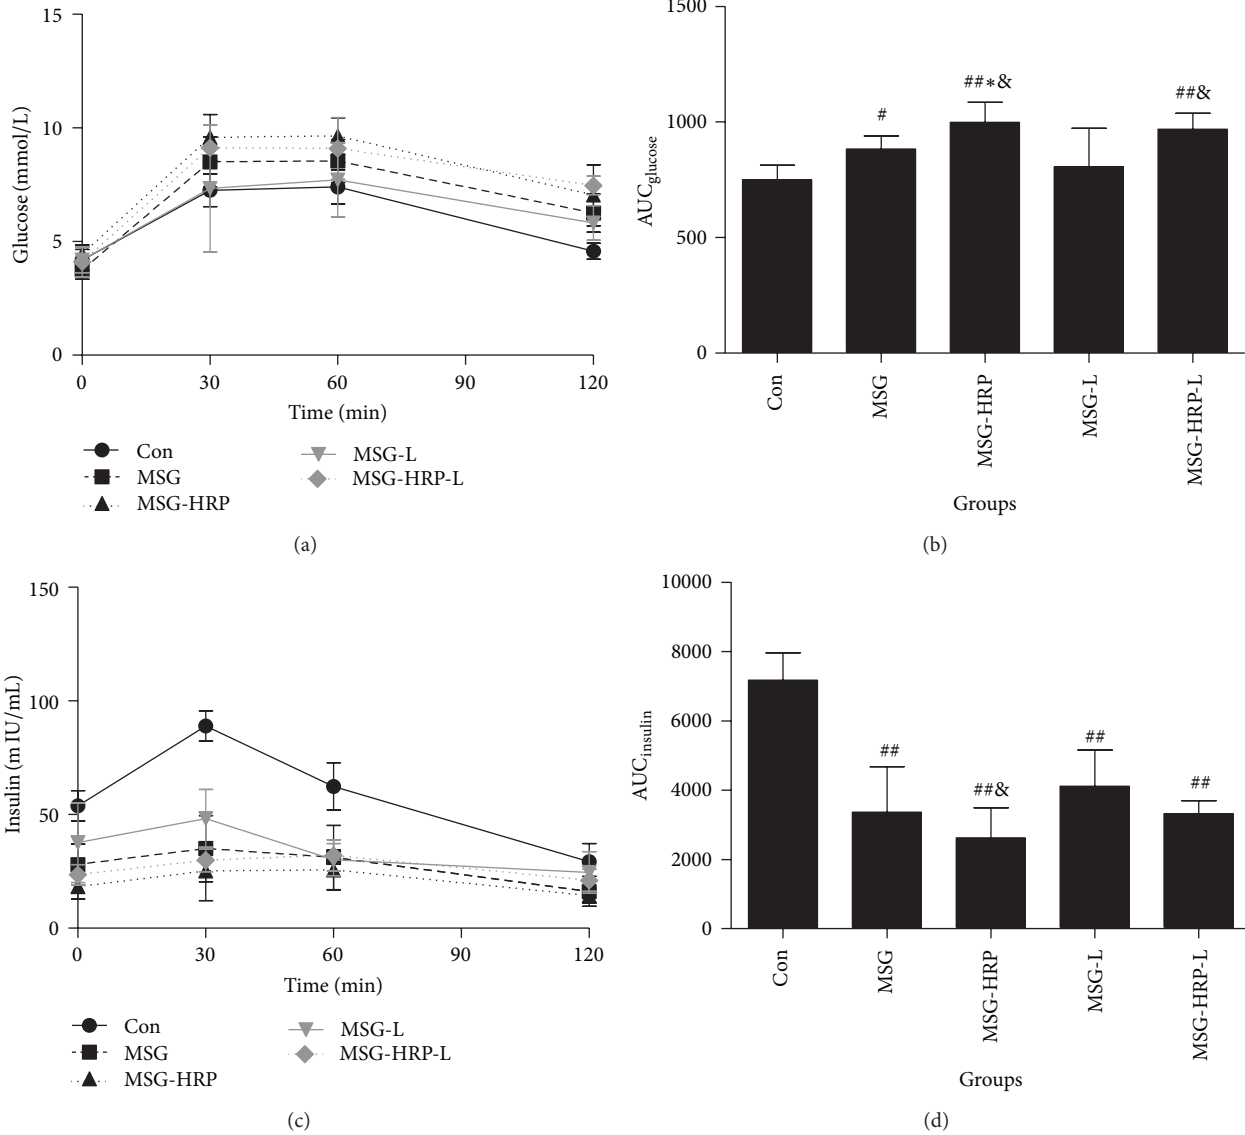 15
10
5
0
Glucose (mmol/L)
0 30 60 90 120
Time (min)
Con
MSG
MSG-HRP
MSG-L
MSG-HRP-L
(a)
1500
1000
500
0
AUCglucose
#
##∗&
##&
Con
MSG
MSG-HRP
MSG-L
MSG-HRP-L
Groups
(b)
150
100
50
0
Insulin (m IU/mL)
0 30 60 90 120
Time (min)
Con
MSG
MSG-HRP
MSG-L
MSG-HRP-L
(c)
10000
8000
6000
4000
2000
0
AUCinsulin
##
##&
##
##
Con
MSG
MSG-HRP
MSG-L
MSG-HRP-L
Groups
(d)